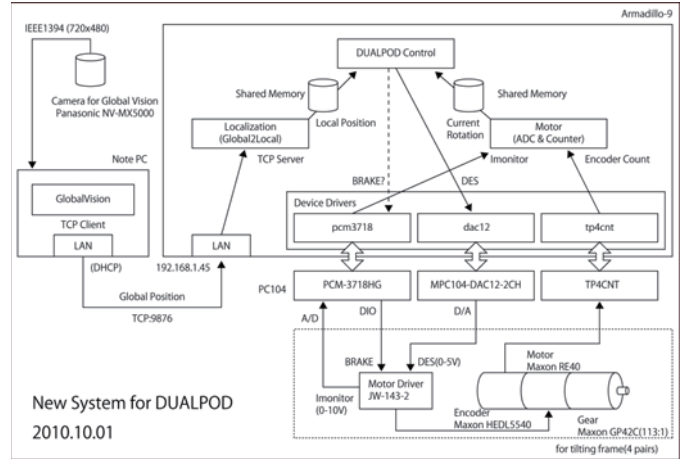 Armadillo-9
IEEE1394 (720x480)
Camera for Global Vision
Panasonic NV-MX5000
DUALPOD Control
Shared Memory
Shared Memory
Localization
(Global2Local)
Local Position
Current
Rotation
Motor
(ADC & Counter)
TCP Server
Imonitor
Encoder Count
Note PC
GlobalVision
TCP Client
LAN
(DHCP)
BRAKE?
DES
Device Drivers
pcm3718
dac12
tp4cnt
LAN
192.168.1.45
Global Position
TCP:9876
PC104
PCM-3718HG
MPC104-DAC12-2CH
TP4CNT
A/D
DIO
D/A
BRAKE
DES(0-5V)
Motor
Maxon RE40
Imonitor
(0-10V)
Motor Driver
JW-143-2
Encoder
Maxon HEDL5540
Gear
Maxon GP42C(113:1)
for tilting frame(4 pairs)
New System for DUALPOD
2010.10.01